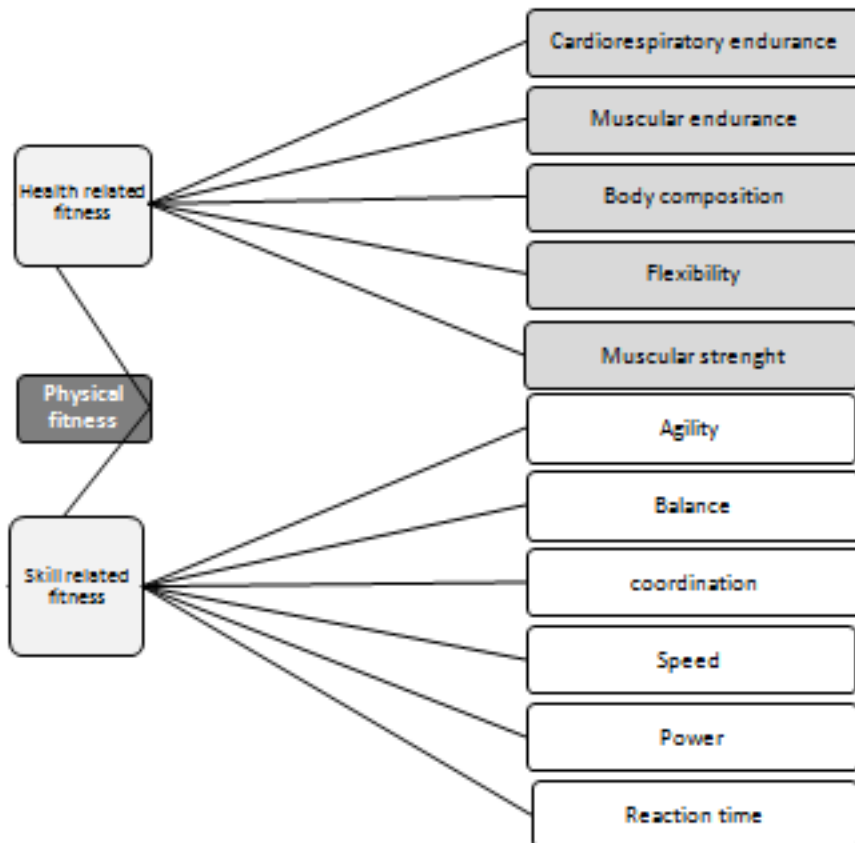 Cardiorespiratory endurance
Muscular endurance
Health related
fitness
Body composition
Flexibility
Muscular strenght
Physical
fitness
Agility
Balance
Skill related
fitness
coordination
Speed
Power
Reaction time